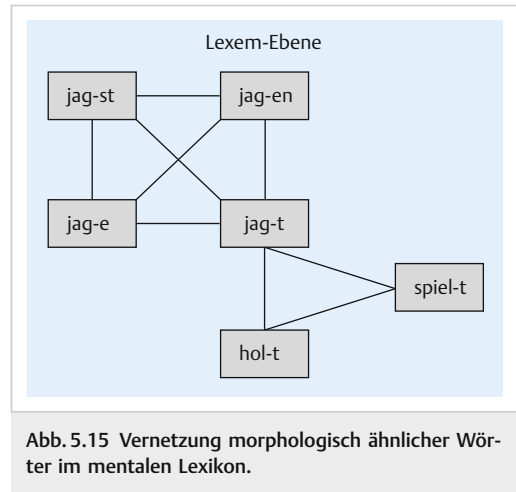 Lexem-Ebene
jag-st
jag-en
jag-e
jag-t
spiel-t
hol-t
Abb. 5.15 Vernetzung morphologisch ähnlicher Wör-
ter im mentalen Lexikon.